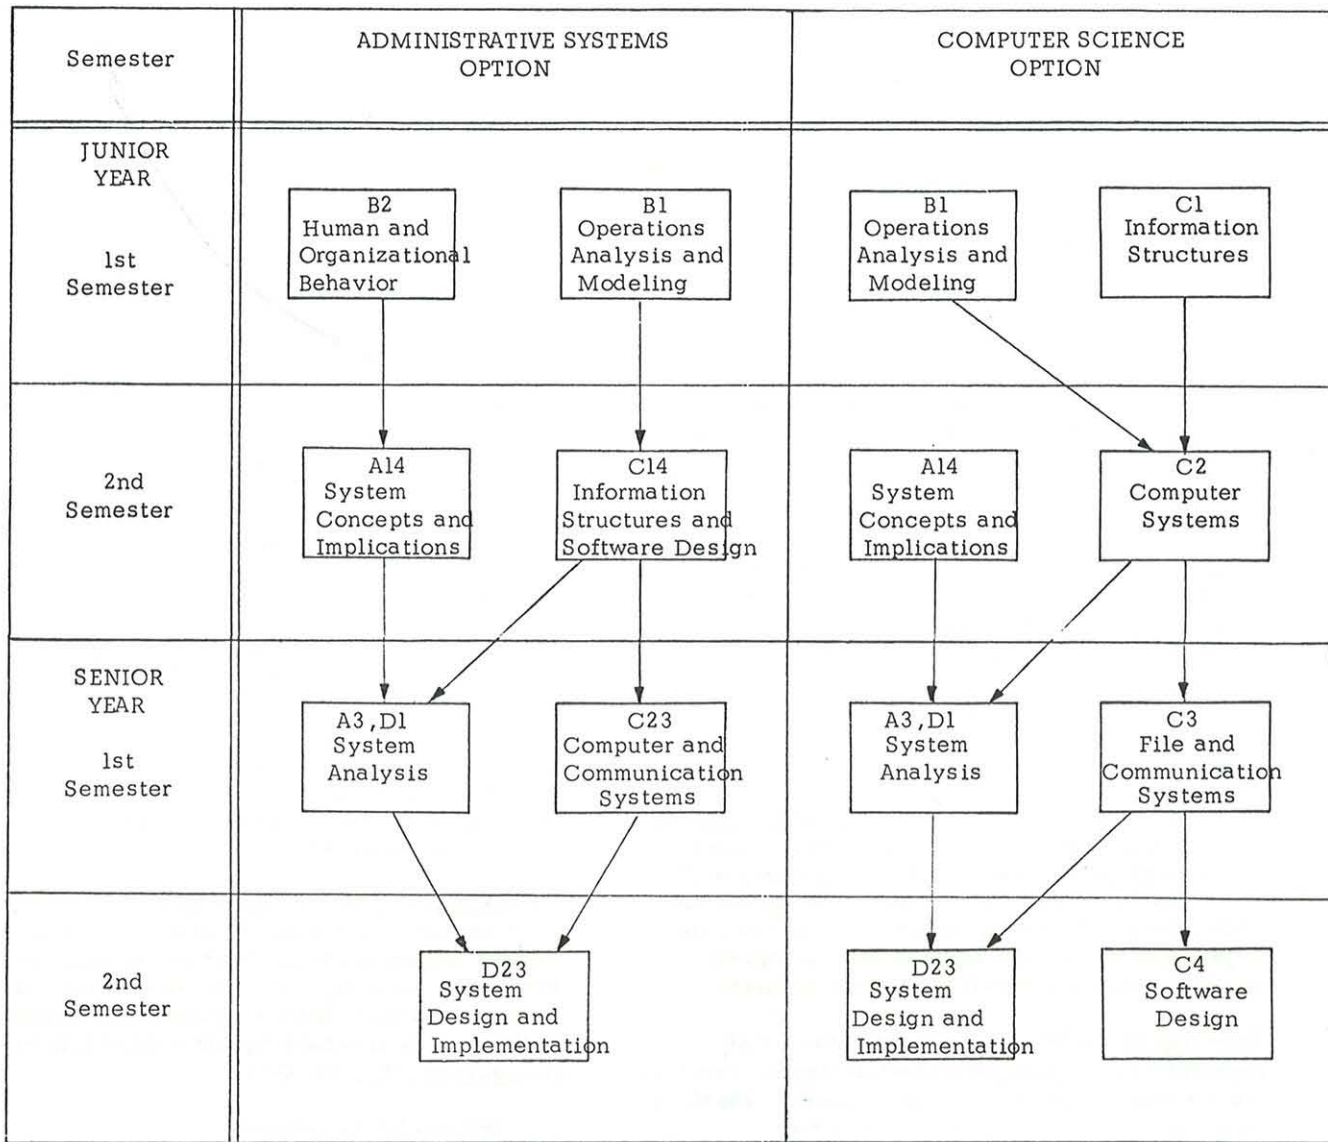 Semester
ADMINISTRATIVE SYSTEMS
OPTION
COMPUTER SCIENCE
OPTION
JUNIOR
YEAR
1st
Semester
B2
Human and
Organizational
Behavior
B1
Operations
Analysis and
Modeling
B1
Operations
Analysis and
Modeling
C1
Information
Structures
2nd
Semester
A14
System
Concepts and
Implications
C14
Information
Structures and
Software Design
A14
System
Concepts and
Implications
C2
Computer
Systems
SENIOR
YEAR
1st
Semester
A3,D1
System
Analysis
C23
Computer and
Communication
Systems
A3,D1
System
Analysis
C3
File and
Communication
Systems
2nd
Semester
D23
System
Design and
Implementation
D23
System
Design and
Implementation
C4
Software
Design